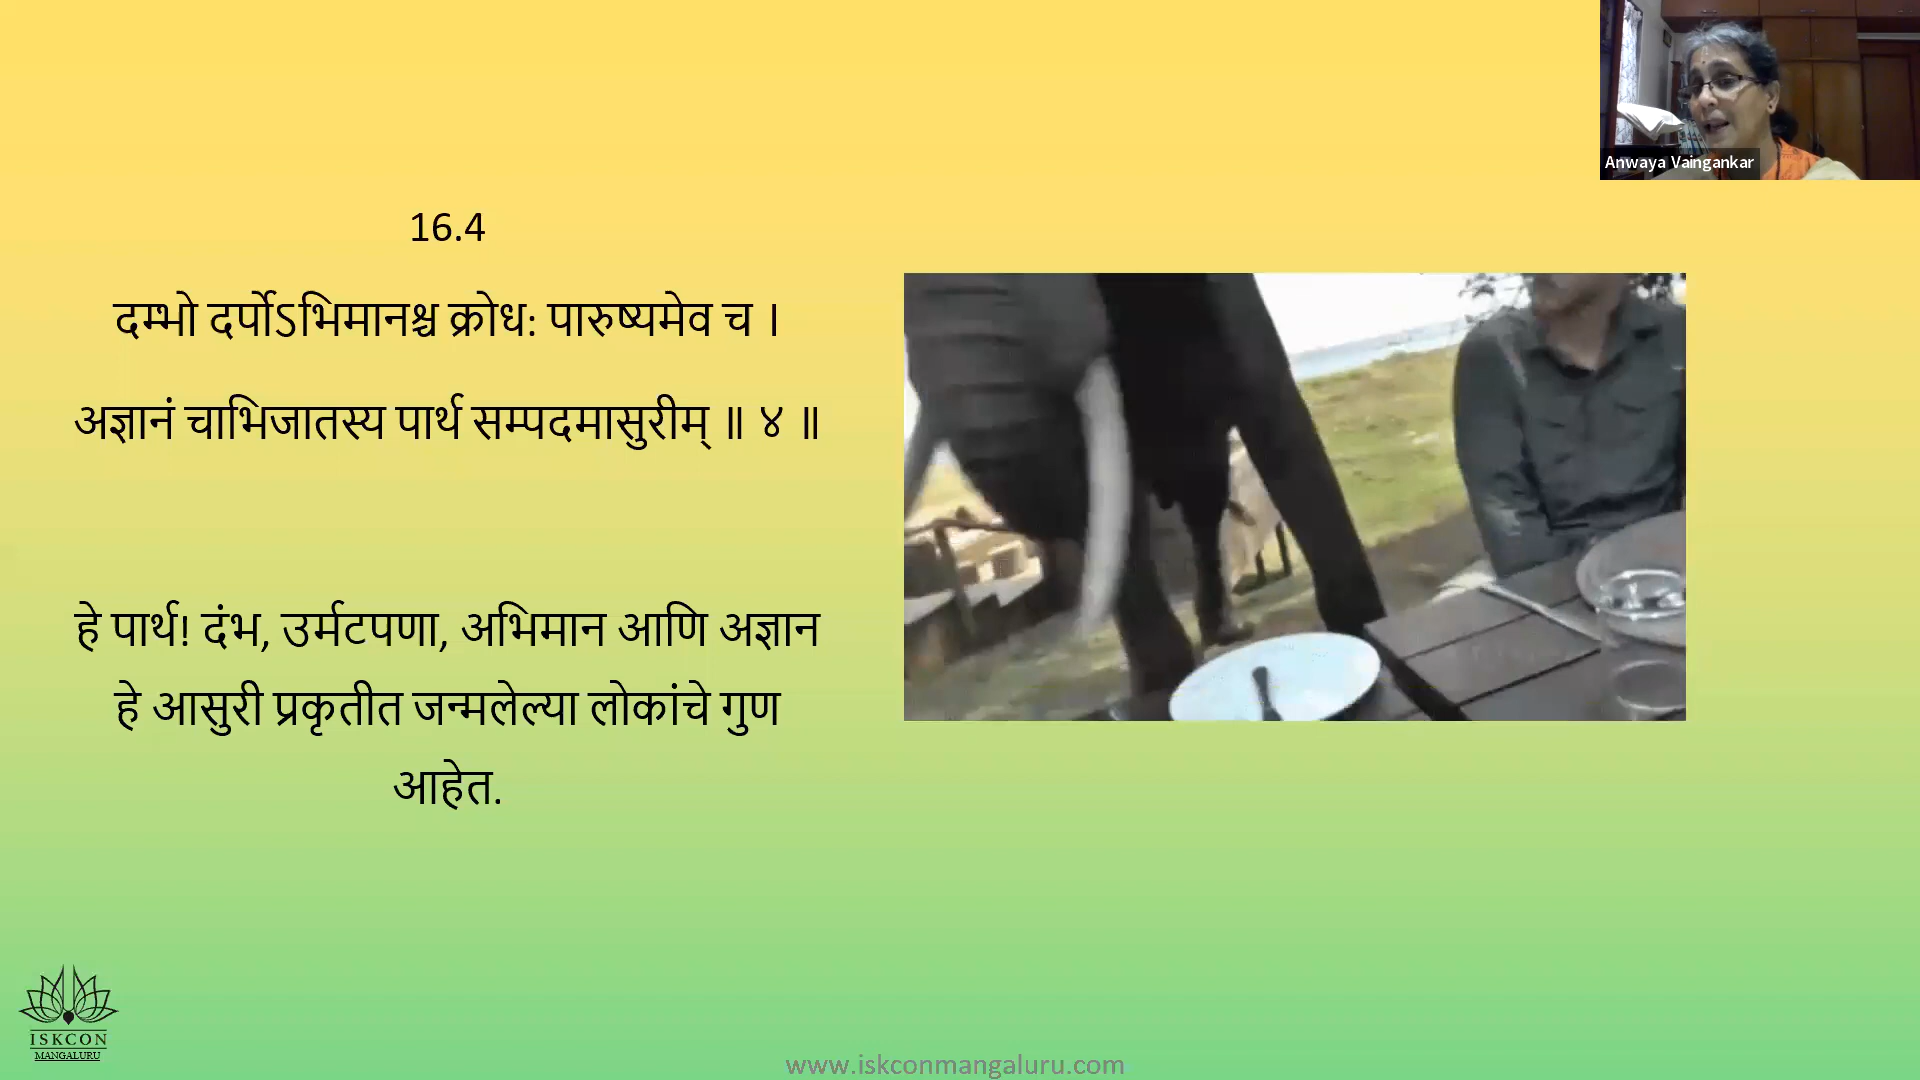 Anwaya Vaingankar
16.4
दम्भो दर्पोऽभिमानश्च क्रोधः पारुष्यमेव च ।
अज्ञानं चाभिजातस्य पार्थ सम्पदमासुरीम् ॥ ४ ॥
हे पार्थ! दंभ, उर्मटपणा, अभिमान आणि अज्ञान
हे आसुरी प्रकृतीत जन्मलेल्या लोकांचे गुण
आहेत.
ISKCON
MANGALURU
www.iskconmangaluru.com